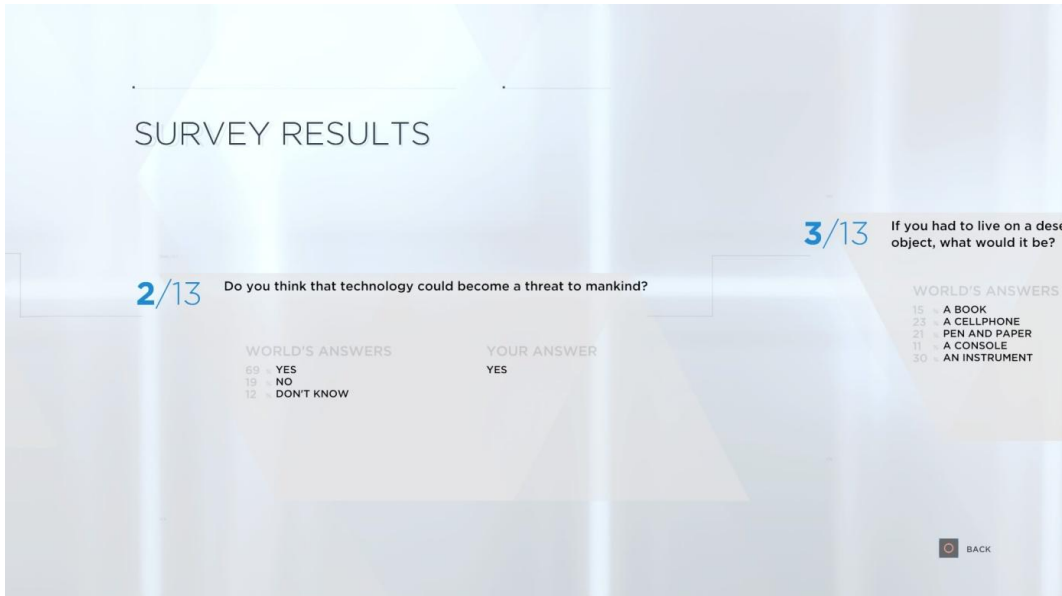 SURVEY RESULTS
2/13 Do you think that technology could become a threat to mankind?
WORLD'S ANSWERS YOUR ANSWER
69 % YES YES
19 % NO
12 % DON'T KNOW
3/13 If you had to live on a dese
object, what would it be?
WORLD'S ANSWERS
15 % A BOOK
23 % A CELLPHONE
21 % PEN AND PAPER
11 % A CONSOLE
30 % AN INSTRUMENT
BACK